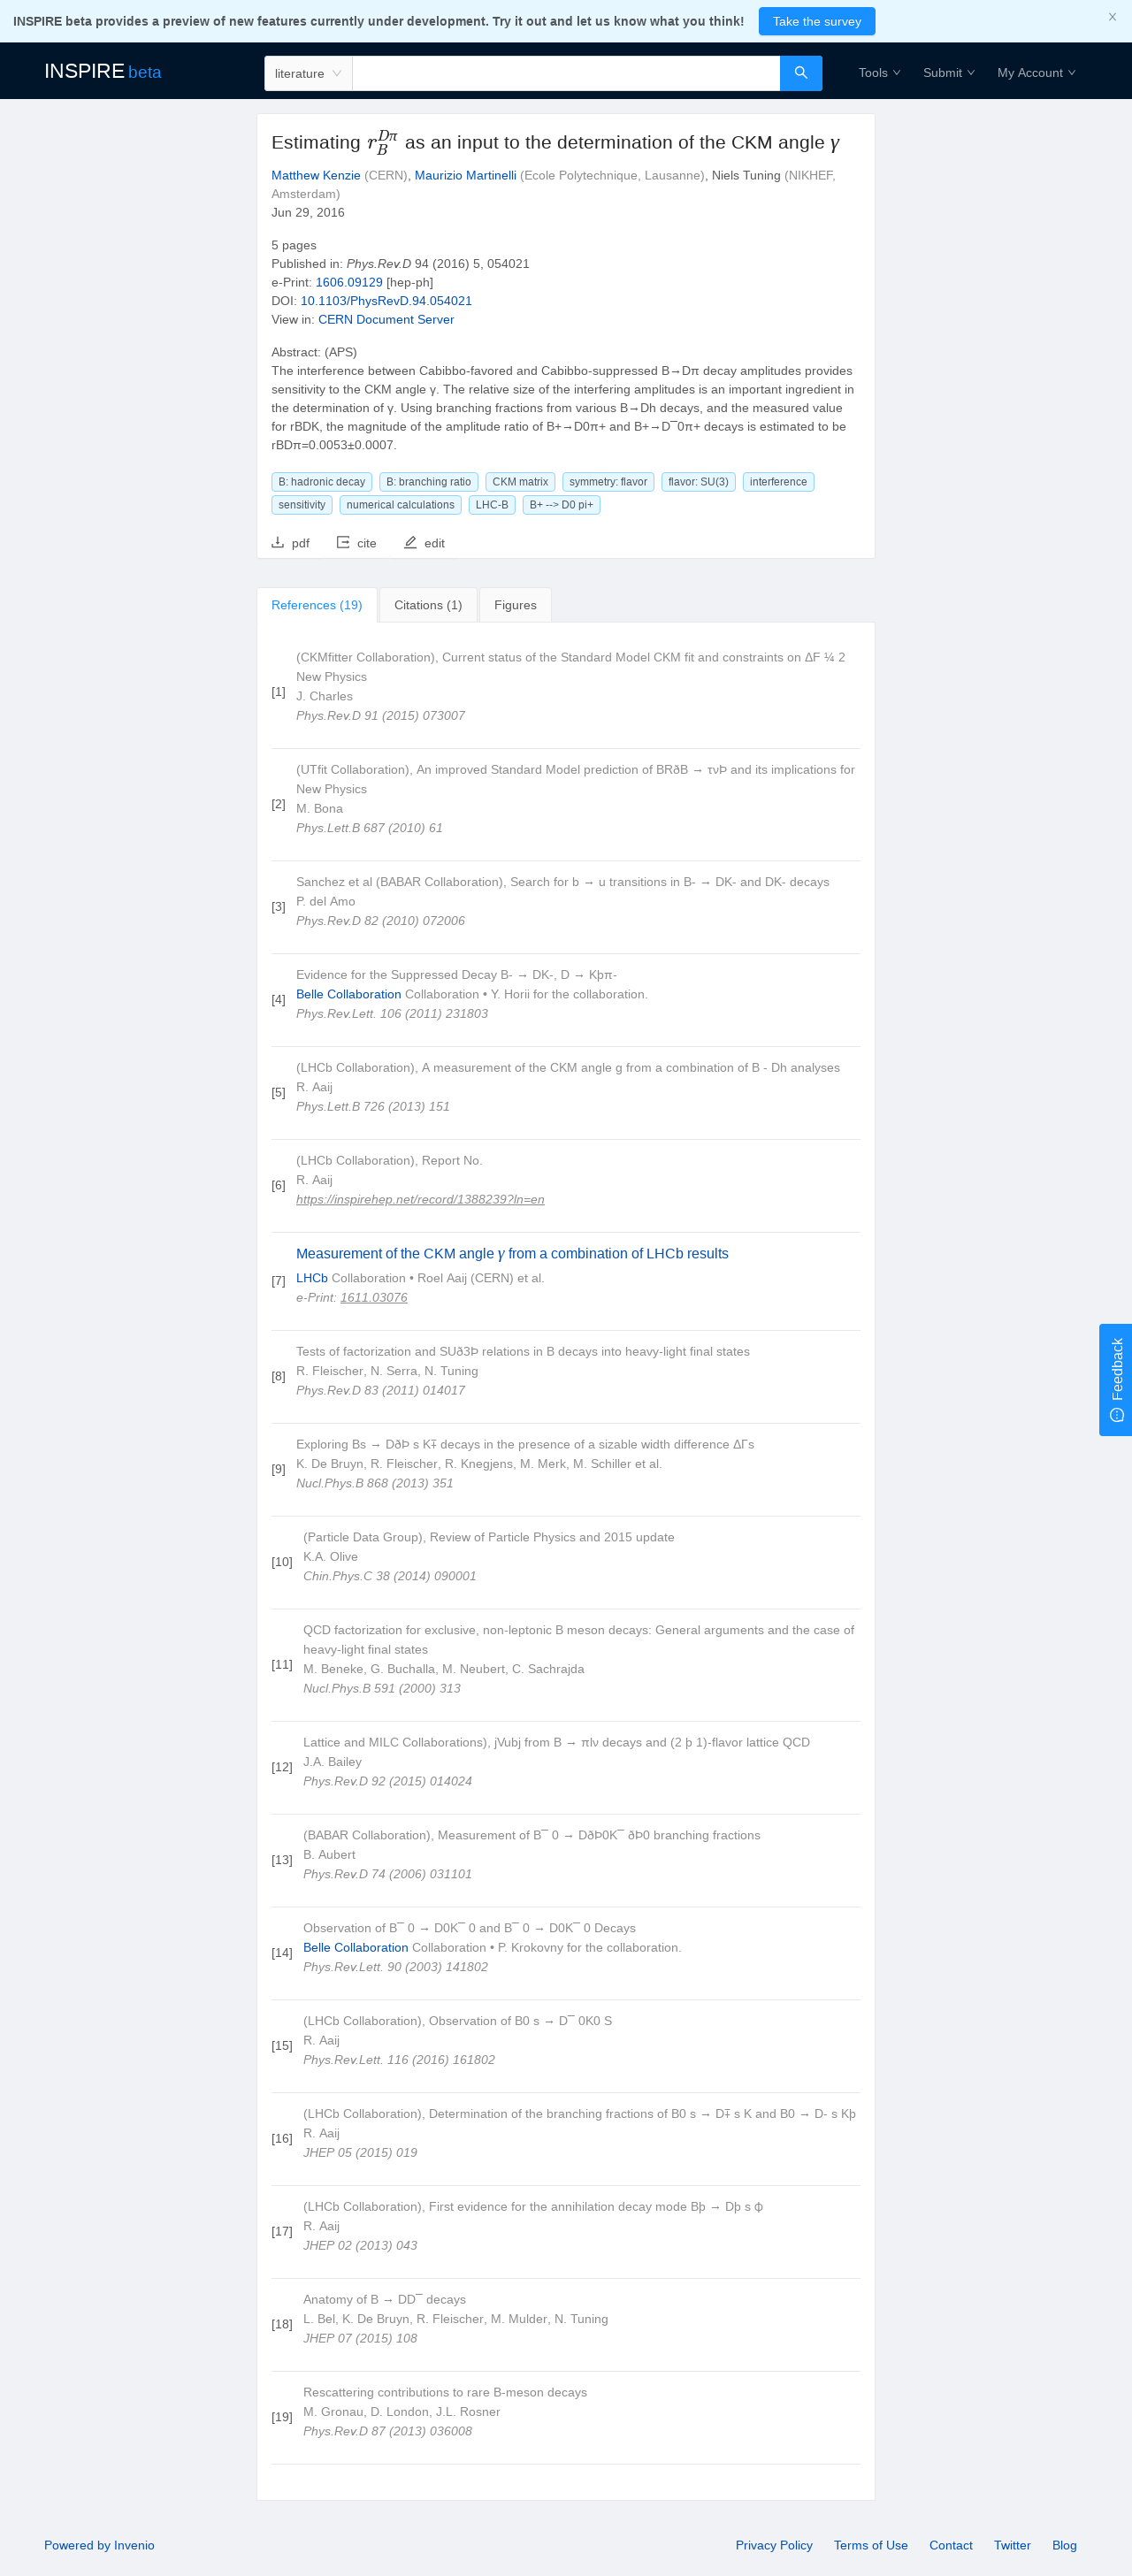 INSPIRE beta provides a preview of new features currently under development. Try it out and let us know what you think! Take the survey
INSPIRE beta literature Tools Submit My Account
Estimating r_B^{Dπ} as an input to the determination of the CKM angle γ
Matthew Kenzie (CERN), Maurizio Martinelli (Ecole Polytechnique, Lausanne), Niels Tuning (NIKHEF,
Amsterdam)
Jun 29, 2016
5 pages
Published in: Phys.Rev.D 94 (2016) 5, 054021
e-Print: 1606.09129 [hep-ph]
DOI: 10.1103/PhysRevD.94.054021
View in: CERN Document Server
Abstract: (APS)
The interference between Cabibbo-favored and Cabibbo-suppressed B→Dπ decay amplitudes provides
sensitivity to the CKM angle γ. The relative size of the interfering amplitudes is an important ingredient in
the determination of γ. Using branching fractions from various B→Dh decays, and the measured value
for rBDK, the magnitude of the amplitude ratio of B+→D0π+ and B+→D¯0π+ decays is estimated to be
rBDπ=0.0053±0.0007.
B: hadronic decay B: branching ratio CKM matrix symmetry: flavor flavor: SU(3) interference
sensitivity numerical calculations LHC-B B+ --> D0 pi+
pdf cite edit
References (19) Citations (1) Figures
(CKMfitter Collaboration), Current status of the Standard Model CKM fit and constraints on ΔF ¼ 2
New Physics
[1]
J. Charles
Phys.Rev.D 91 (2015) 073007
(UTfit Collaboration), An improved Standard Model prediction of BRðB → τνÞ and its implications for
New Physics
[2]
M. Bona
Phys.Lett.B 687 (2010) 61
Sanchez et al (BABAR Collaboration), Search for b → u transitions in B- → DK- and DK- decays
[3] P. del Amo
Phys.Rev.D 82 (2010) 072006
Evidence for the Suppressed Decay B- → DK-, D → Kþπ-
[4] Belle Collaboration Collaboration • Y. Horii for the collaboration.
Phys.Rev.Lett. 106 (2011) 231803
(LHCb Collaboration), A measurement of the CKM angle g from a combination of B - Dh analyses
[5] R. Aaij
Phys.Lett.B 726 (2013) 151
(LHCb Collaboration), Report No.
[6] R. Aaij
https://inspirehep.net/record/1388239?ln=en
Measurement of the CKM angle γ from a combination of LHCb results
[7] LHCb Collaboration • Roel Aaij (CERN) et al.
e-Print: 1611.03076
Feedback
Tests of factorization and SUð3Þ relations in B decays into heavy-light final states
[8] R. Fleischer, N. Serra, N. Tuning
Phys.Rev.D 83 (2011) 014017
Exploring Bs → DðÞ s K∓ decays in the presence of a sizable width difference ΔΓs
[9] K. De Bruyn, R. Fleischer, R. Knegjens, M. Merk, M. Schiller et al.
Nucl.Phys.B 868 (2013) 351
(Particle Data Group), Review of Particle Physics and 2015 update
[10] K.A. Olive
Chin.Phys.C 38 (2014) 090001
QCD factorization for exclusive, non-leptonic B meson decays: General arguments and the case of
heavy-light final states
[11]
M. Beneke, G. Buchalla, M. Neubert, C. Sachrajda
Nucl.Phys.B 591 (2000) 313
Lattice and MILC Collaborations), jVubj from B → πlν decays and (2 þ 1)-flavor lattice QCD
[12] J.A. Bailey
Phys.Rev.D 92 (2015) 014024
(BABAR Collaboration), Measurement of B¯ 0 → DðÞ0K¯ ðÞ0 branching fractions
[13] B. Aubert
Phys.Rev.D 74 (2006) 031101
Observation of B¯ 0 → D0K¯ 0 and B¯ 0 → D0K¯ 0 Decays
[14] Belle Collaboration Collaboration • P. Krokovny for the collaboration.
Phys.Rev.Lett. 90 (2003) 141802
(LHCb Collaboration), Observation of B0 s → D¯ 0K0 S
[15] R. Aaij
Phys.Rev.Lett. 116 (2016) 161802
(LHCb Collaboration), Determination of the branching fractions of B0 s → D∓ s K and B0 → D- s Kþ
[16] R. Aaij
JHEP 05 (2015) 019
(LHCb Collaboration), First evidence for the annihilation decay mode Bþ → Dþ s ϕ
[17] R. Aaij
JHEP 02 (2013) 043
Anatomy of B → DD¯ decays
[18] L. Bel, K. De Bruyn, R. Fleischer, M. Mulder, N. Tuning
JHEP 07 (2015) 108
Rescattering contributions to rare B-meson decays
[19] M. Gronau, D. London, J.L. Rosner
Phys.Rev.D 87 (2013) 036008
Powered by Invenio Privacy Policy Terms of Use Contact Twitter Blog